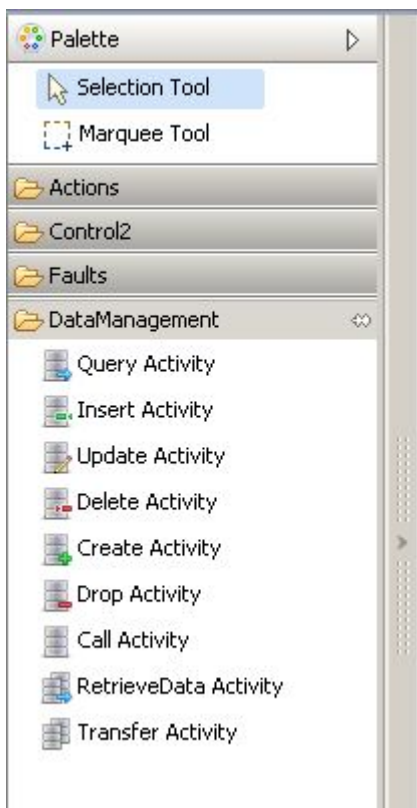 Palette
Selection Tool
Marquee Tool
Actions
Control2
Faults
DataManagement
Query Activity
Insert Activity
Update Activity
Delete Activity
Create Activity
Drop Activity
Call Activity
RetrieveData Activity
Transfer Activity